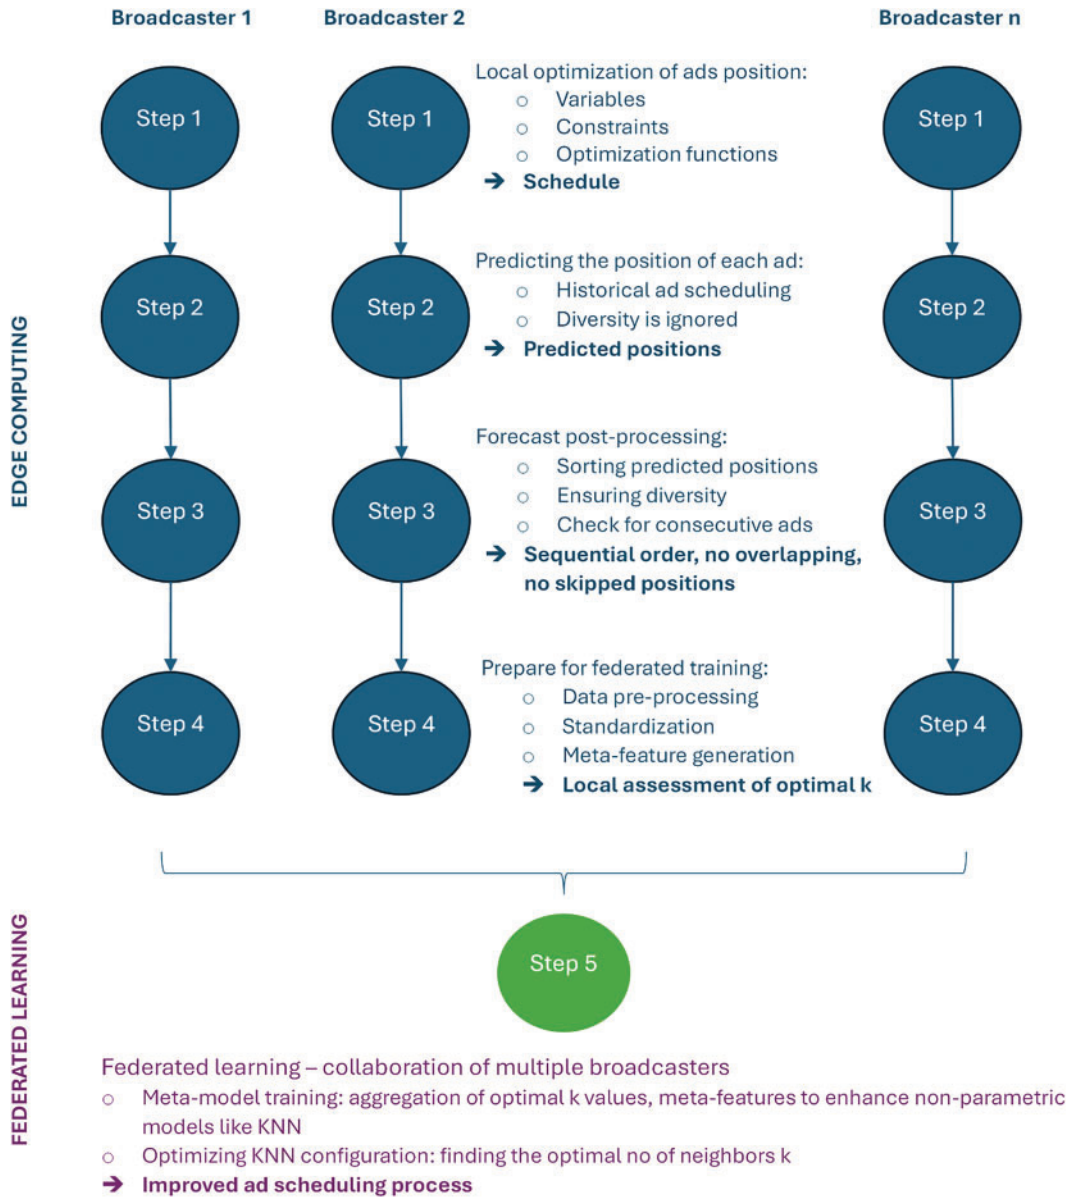 Broadcaster 1
Broadcaster 2
Broadcaster n
EDGE COMPUTING
Step 1
Step 1
Local optimization of ads position:
o Variables
o Constraints
o Optimization functions
➔ Schedule
Step 1
Step 2
Step 2
Predicting the position of each ad:
o Historical ad scheduling
o Diversity is ignored
➔ Predicted positions
Step 2
Step 3
Step 3
Forecast post-processing:
o Sorting predicted positions
o Ensuring diversity
o Check for consecutive ads
➔ Sequential order, no overlapping,
no skipped positions
Step 3
Step 4
Step 4
Prepare for federated training:
o Data pre-processing
o Standardization
o Meta-feature generation
➔ Local assessment of optimal k
Step 4
FEDERATED LEARNING
Step 5
Federated learning – collaboration of multiple broadcasters
o Meta-model training: aggregation of optimal k values, meta-features to enhance non-parametric
models like KNN
o Optimizing KNN configuration: finding the optimal no of neighbors k
➔ Improved ad scheduling process